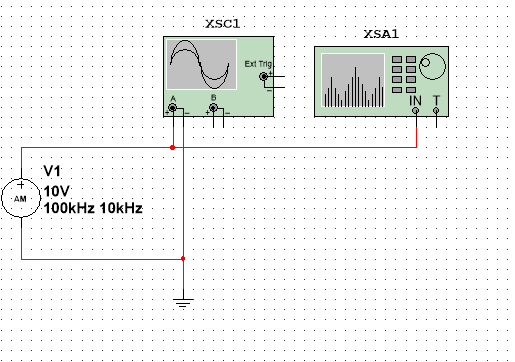 XSC1
XSA1
Ext Trig
+
−
A
B
+ − + −
IN T
V1
+
AM
10V
100kHz 10kHz